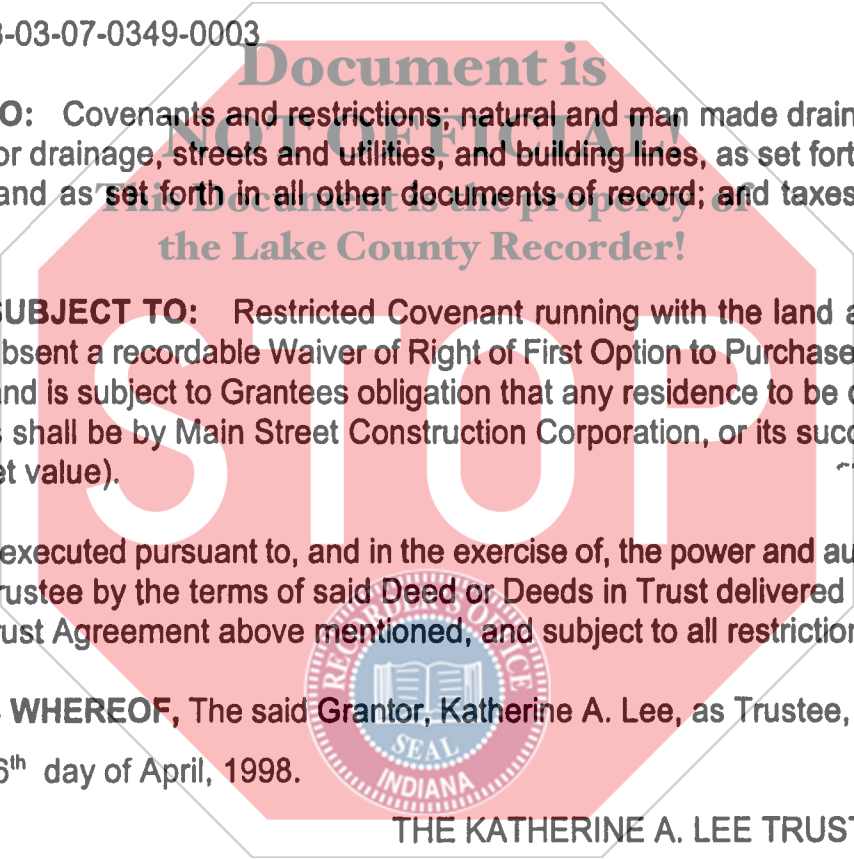 3-03-07-0349-0003
Document is
O: Covenants and restrictions; natural and man made drain
NOT OFFICIAL!
or drainage, streets and utilities, and building lines, as set fort
This Document is the property of
and as set forth in all other documents of record; and taxes
the Lake County Recorder!
SUBJECT TO: Restricted Covenant running with the land a
bsent a recordable Waiver of Right of First Option to Purchase
nd is subject to Grantees obligation that any residence to be
s shall be by Main Street Construction Corporation, or its succ
et value).
STOP
executed pursuant to, and in the exercise of, the power and au
rustee by the terms of said Deed or Deeds in Trust delivered
rust Agreement above mentioned, and subject to all restriction
RECORDER'S OFFICE
SEAL
INDIANA
WHEREOF, The said Grantor, Katherine A. Lee, as Trustee,
6th day of April, 1998.
THE KATHERINE A. LEE TRUST